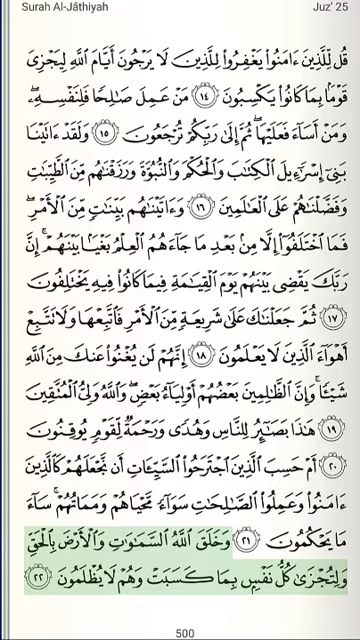 Surah Al-Jâthiyah Juz' 25
قُل لِّلَّذِينَ ءَامَنُوا۟ يَغْفِرُوا۟ لِلَّذِينَ لَا يَرْجُونَ أَيَّامَ ٱللَّهِ لِيَجْزِىَ
قَوْمًۢا بِمَا كَانُوا۟ يَكْسِبُونَ ١٤ مَنْ عَمِلَ صَٰلِحًا فَلِنَفْسِهِۦ ۖ
وَمَنْ أَسَآءَ فَعَلَيْهَا ۖ ثُمَّ إِلَىٰ رَبِّكُمْ تُرْجَعُونَ ١٥ وَلَقَدْ ءَاتَيْنَا
بَنِىٓ إِسْرَٰٓءِيلَ ٱلْكِتَٰبَ وَٱلْحُكْمَ وَٱلنُّبُوَّةَ وَرَزَقْنَٰهُم مِّنَ ٱلطَّيِّبَٰتِ
وَفَضَّلْنَٰهُمْ عَلَى ٱلْعَٰلَمِينَ ١٦ وَءَاتَيْنَٰهُم بَيِّنَٰتٍ مِّنَ ٱلْأَمْرِ ۖ
فَمَا ٱخْتَلَفُوٓا۟ إِلَّا مِنۢ بَعْدِ مَا جَآءَهُمُ ٱلْعِلْمُ بَغْيًۢا بَيْنَهُمْ ۚ إِنَّ
رَبَّكَ يَقْضِى بَيْنَهُمْ يَوْمَ ٱلْقِيَٰمَةِ فِيمَا كَانُوا۟ فِيهِ يَخْتَلِفُونَ
١٧ ثُمَّ جَعَلْنَٰكَ عَلَىٰ شَرِيعَةٍ مِّنَ ٱلْأَمْرِ فَٱتَّبِعْهَا وَلَا تَتَّبِعْ
أَهْوَآءَ ٱلَّذِينَ لَا يَعْلَمُونَ ١٨ إِنَّهُمْ لَن يُغْنُوا۟ عَنكَ مِنَ ٱللَّهِ
شَيْـًٔا ۚ وَإِنَّ ٱلظَّٰلِمِينَ بَعْضُهُمْ أَوْلِيَآءُ بَعْضٍ ۖ وَٱللَّهُ وَلِىُّ ٱلْمُتَّقِينَ
١٩ هَٰذَا بَصَٰٓئِرُ لِلنَّاسِ وَهُدًى وَرَحْمَةٌ لِّقَوْمٍ يُوقِنُونَ
٢٠ أَمْ حَسِبَ ٱلَّذِينَ ٱجْتَرَحُوا۟ ٱلسَّيِّـَٔاتِ أَن نَّجْعَلَهُمْ كَٱلَّذِينَ
ءَامَنُوا۟ وَعَمِلُوا۟ ٱلصَّٰلِحَٰتِ سَوَآءً مَّحْيَاهُمْ وَمَمَاتُهُمْ ۚ سَآءَ
مَا يَحْكُمُونَ ٢١ وَخَلَقَ ٱللَّهُ ٱلسَّمَٰوَٰتِ وَٱلْأَرْضَ بِٱلْحَقِّ
وَلِتُجْزَىٰ كُلُّ نَفْسٍۭ بِمَا كَسَبَتْ وَهُمْ لَا يُظْلَمُونَ ٢٢
500